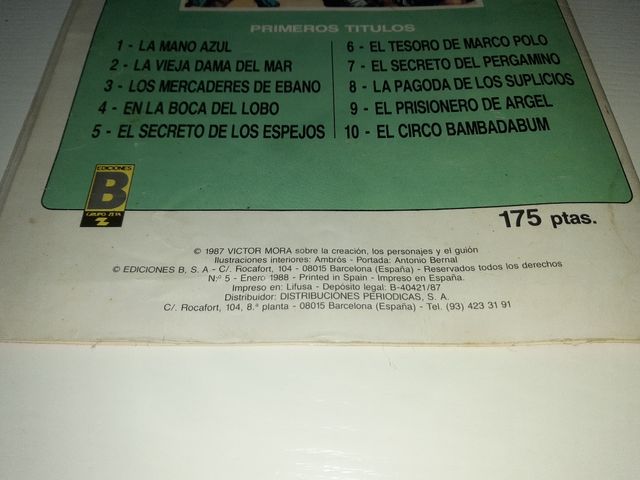 PRIMEROS TITULOS
1 - LA MANO AZUL
2 - LA VIEJA DAMA DEL MAR
3 - LOS MERCADERES DE EBANO
4 - EN LA BOCA DEL LOBO
5 - EL SECRETO DE LOS ESPEJOS
6 - EL TESORO DE MARCO POLO
7 - EL SECRETO DEL PERGAMINO
8 - LA PAGODA DE LOS SUPLICIOS
9 - EL PRISIONERO DE ARGEL
10 - EL CIRCO BAMBADABUM
EDICIONES
B
GRUPO ZETA
175 ptas.
© 1987 VICTOR MORA sobre la creación, los personajes y el guión
Ilustraciones interiores: Ambrós - Portada: Antonio Bernal
© EDICIONES B, S. A - C/. Rocafort, 104 - 08015 Barcelona (España) - Reservados todos los derechos
N.º 5 - Enero 1988 - Printed in Spain - Impreso en España.
Impreso en: Lifusa - Depósito legal: B-40421/87
Distribuidor: DISTRIBUCIONES PERIODICAS, S. A.
C/. Rocafort, 104, 8.ª planta - 08015 Barcelona (España) - Tel. (93) 423 31 91